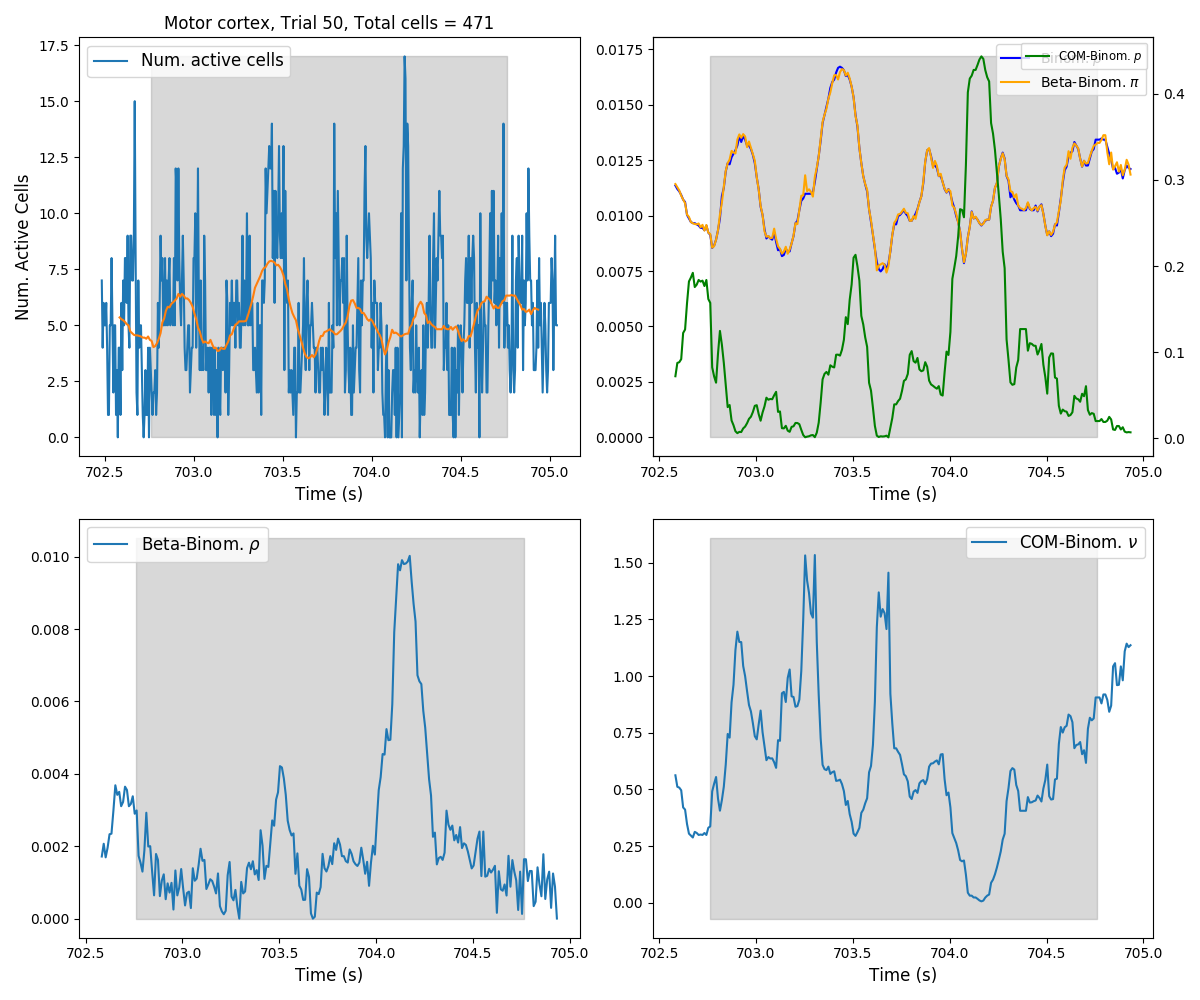 Motor cortex, Trial 50, Total cells = 471
Num. active cells
Num. Active Cells
17.5
15.0
12.5
10.0
7.5
5.0
2.5
0.0
702.5 703.0 703.5 704.0 704.5 705.0
Time (s)
COM-Binom. p
Beta-Binom. π
0.0175
0.0150
0.0125
0.0100
0.0075
0.0050
0.0025
0.0000
0.4
0.3
0.2
0.1
0.0
702.5 703.0 703.5 704.0 704.5 705.0
Time (s)
Beta-Binom. ρ
0.010
0.008
0.006
0.004
0.002
0.000
702.5 703.0 703.5 704.0 704.5 705.0
Time (s)
COM-Binom. ν
1.50
1.25
1.00
0.75
0.50
0.25
0.00
702.5 703.0 703.5 704.0 704.5 705.0
Time (s)